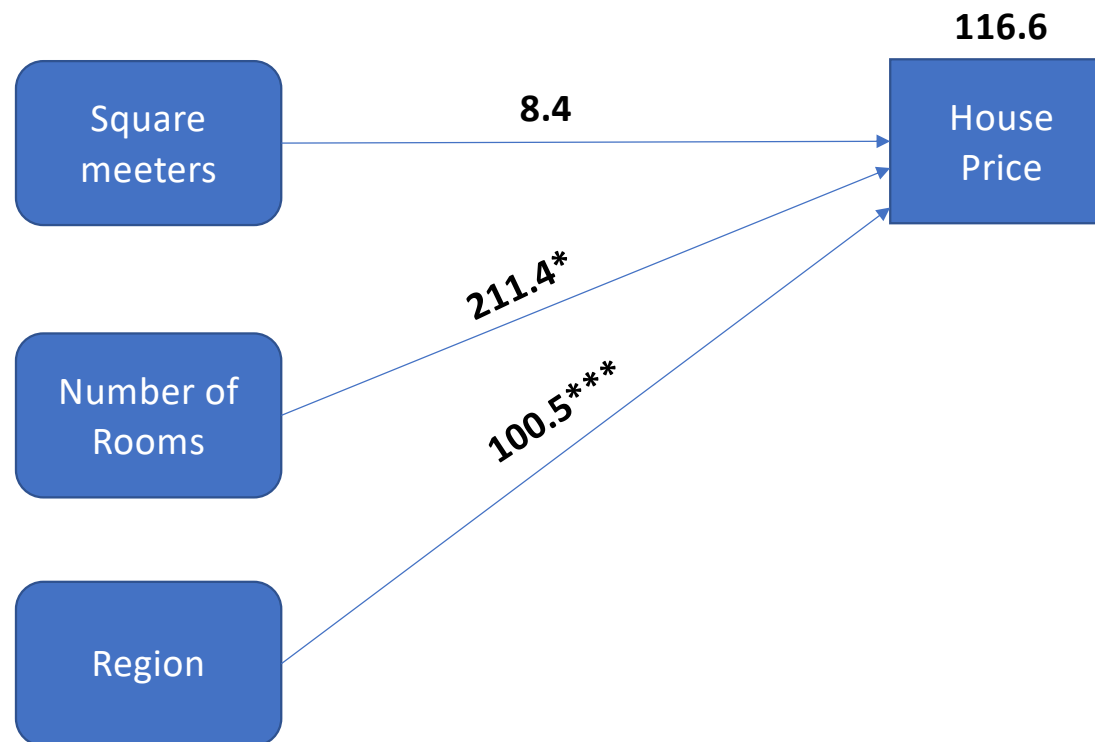 116.6
Square
meeters
8.4
House
Price
211.4*
Number of
Rooms
100.5***
Region